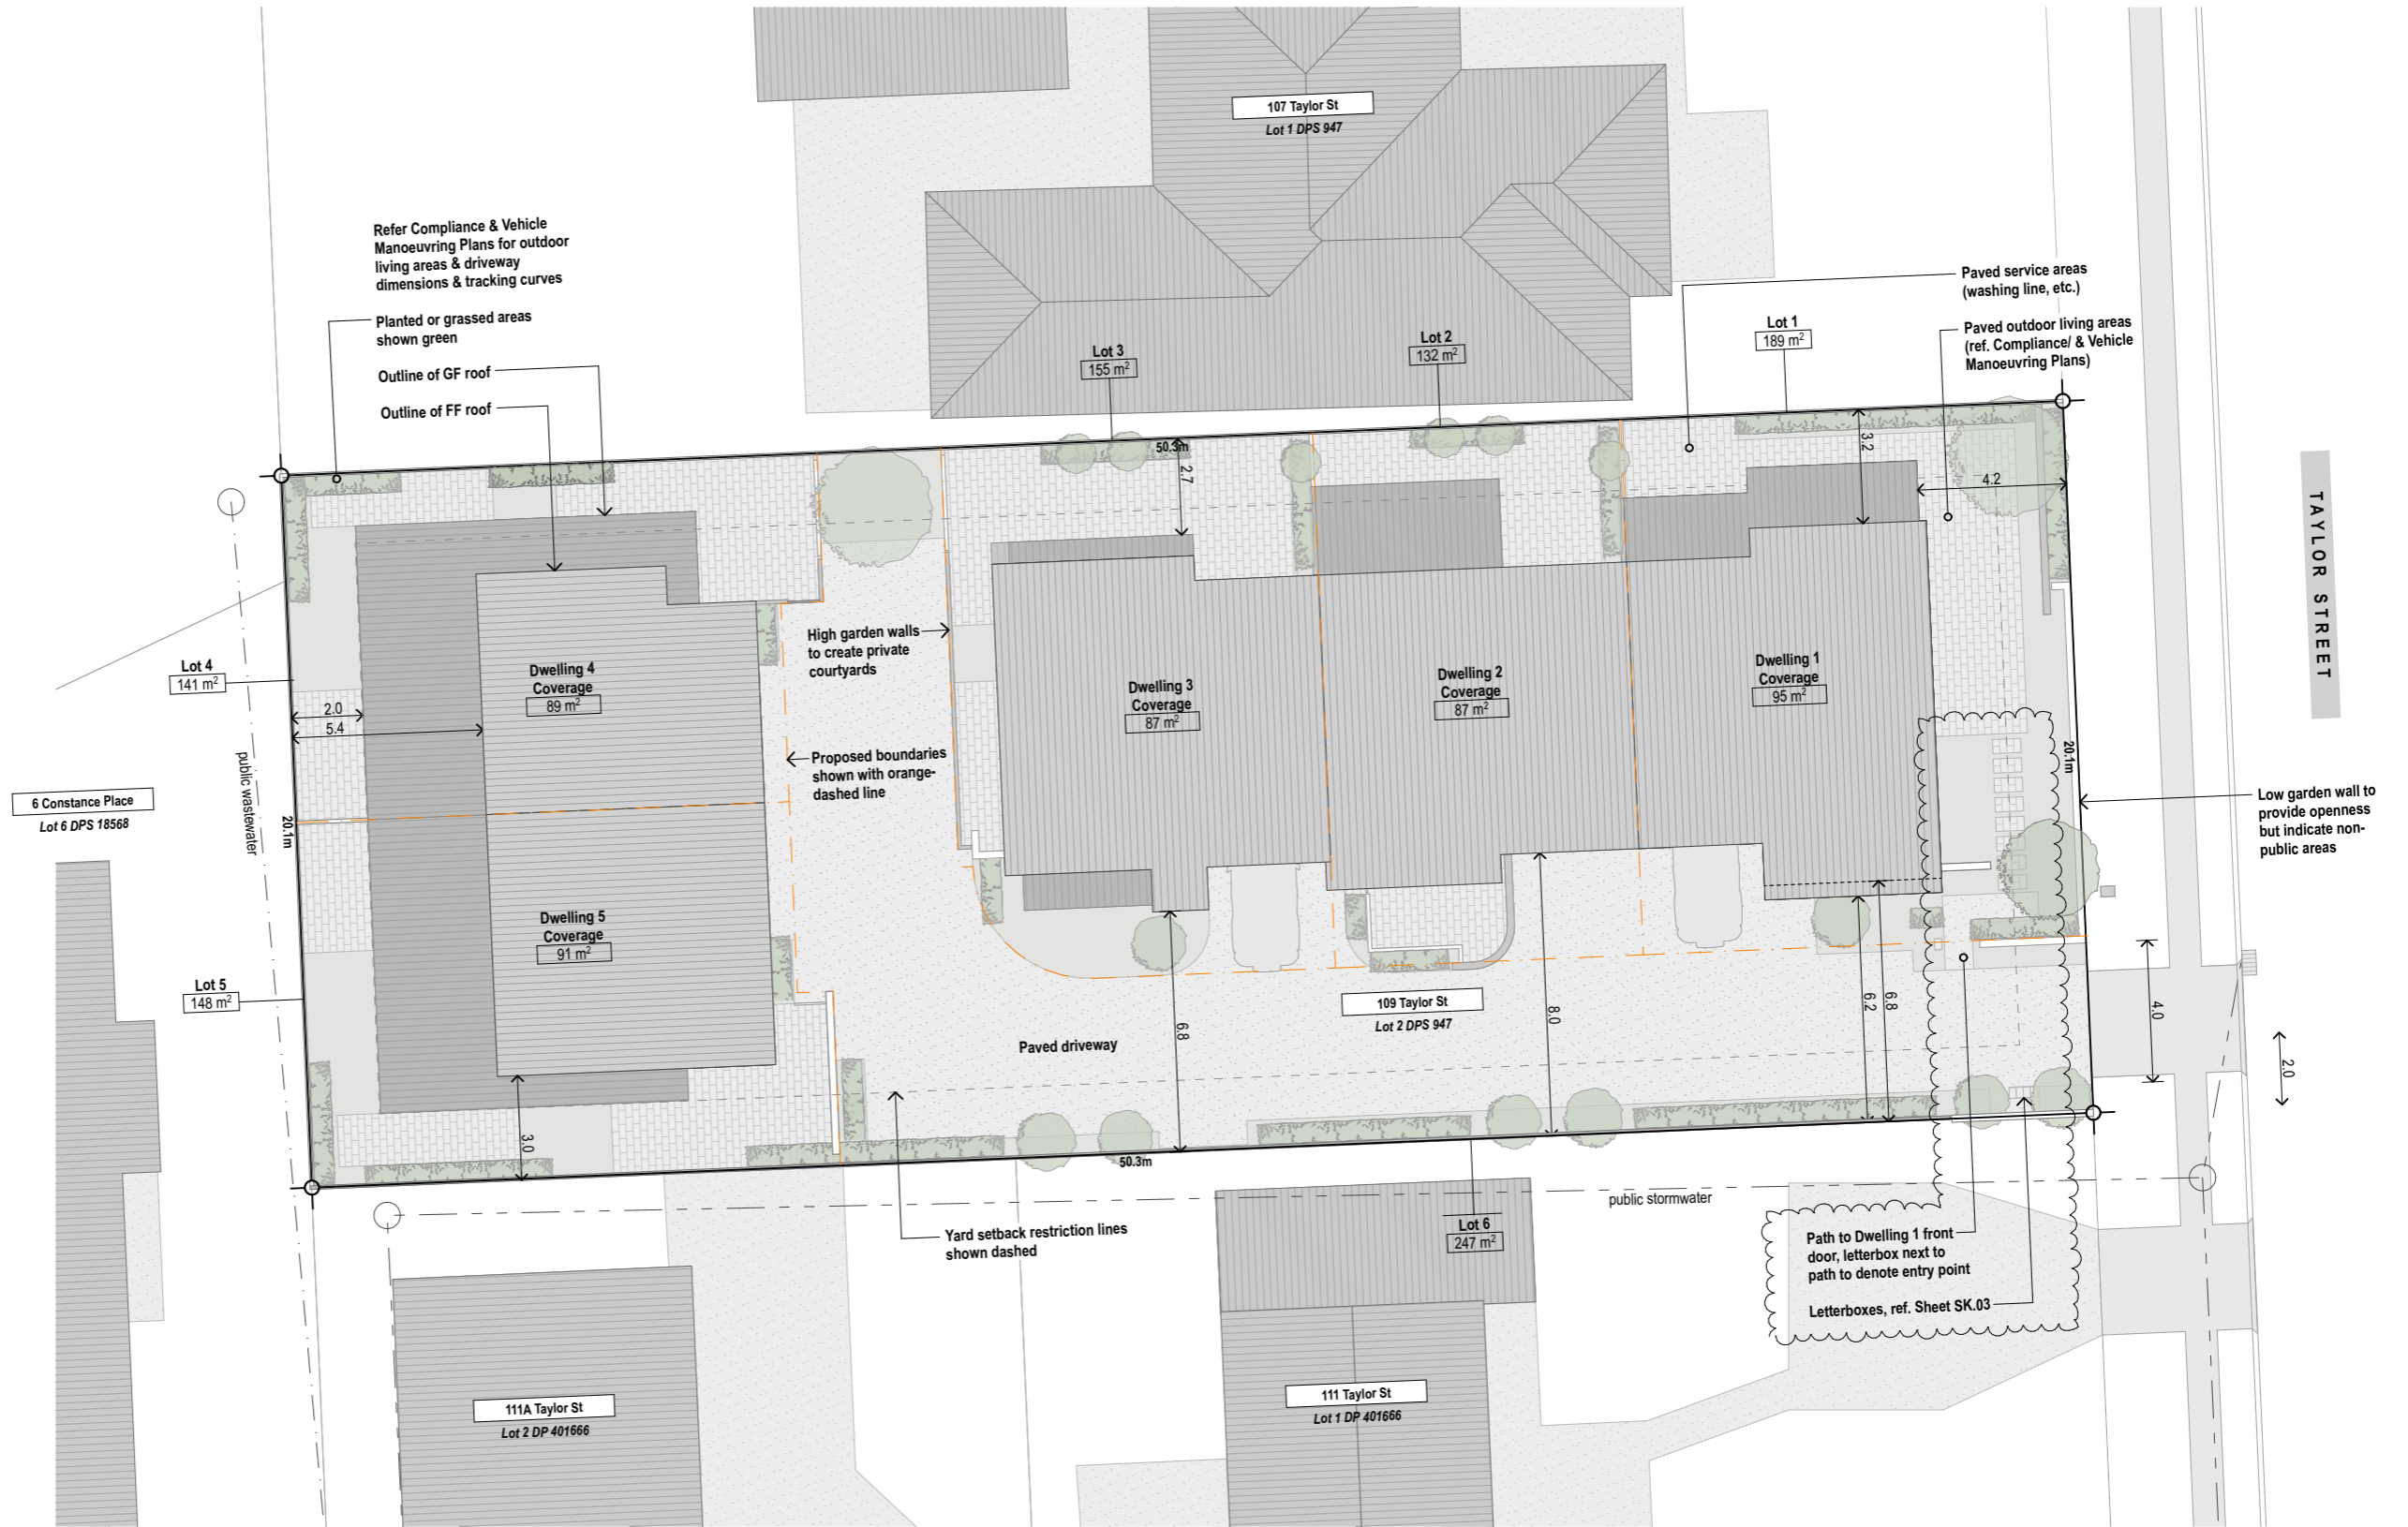 107 Taylor St
Lot 1 DPS 947
Refer Compliance & Vehicle
Manoeuvring Plans for outdoor
living areas & driveway
dimensions & tracking curves
Planted or grassed areas
shown green
Outline of GF roof
Outline of FF roof
Lot 3
155 m²
Lot 2
132 m²
Lot 1
189 m²
Paved service areas
(washing line, etc.)
Paved outdoor living areas
(ref. Compliance/ & Vehicle
Manoeuvring Plans)
50.3m
2.7
3.2
4.2
TAYLOR STREET
High garden walls
to create private
courtyards
Lot 4
141 m²
2.0
5.4
Dwelling 4
Coverage
89 m²
Dwelling 3
Coverage
87 m²
Dwelling 2
Coverage
87 m²
Dwelling 1
Coverage
95 m²
Proposed boundaries
shown with orange-
dashed line
public wastewater
6 Constance Place
Lot 6 DPS 18568
20.1m
20.1m
Low garden wall to
provide openness
but indicate non-
public areas
Dwelling 5
Coverage
91 m²
Lot 5
148 m²
109 Taylor St
Lot 2 DPS 947
Paved driveway
6.8
8.0
6.2
6.8
4.0
2.0
3.0
50.3m
public stormwater
Yard setback restriction lines
shown dashed
Lot 6
247 m²
Path to Dwelling 1 front
door, letterbox next to
path to denote entry point
Letterboxes, ref. Sheet SK.03
111A Taylor St
Lot 2 DP 401666
111 Taylor St
Lot 1 DP 401666